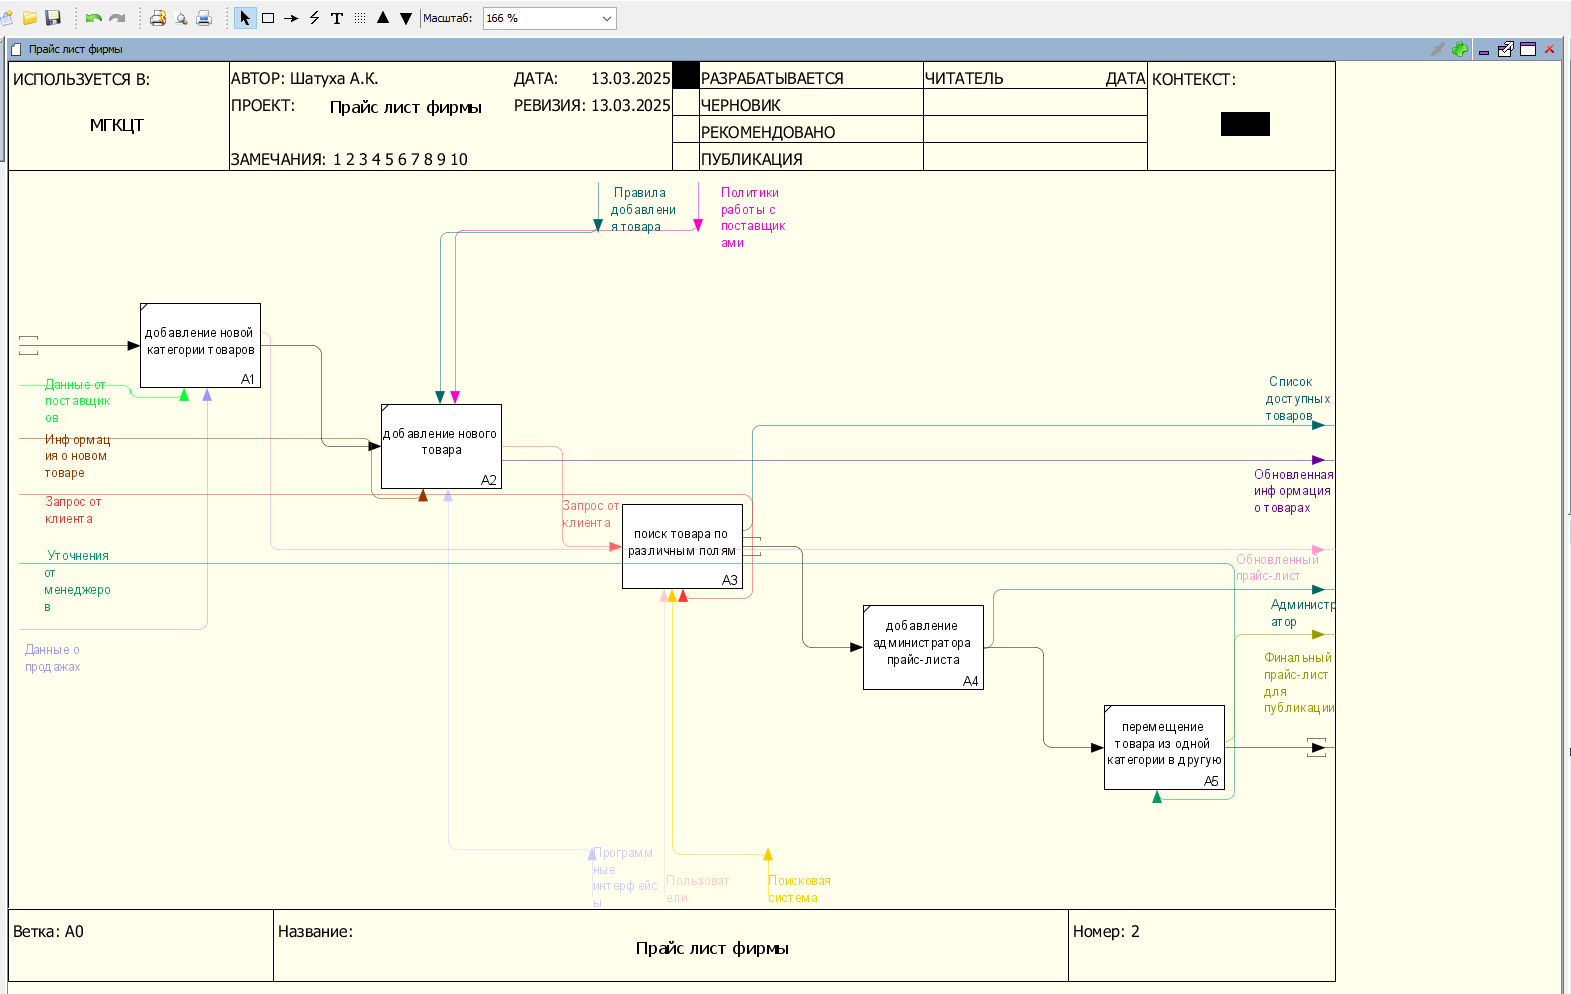 Масштаб:
166 %
Прайс лист фирмы
ИСПОЛЬЗУЕТСЯ В:
МГКЦТ
АВТОР: Шатуха А.К.
ДАТА: 13.03.2025
ПРОЕКТ: Прайс лист фирмы
РЕВИЗИЯ: 13.03.2025
ЗАМЕЧАНИЯ: 1 2 3 4 5 6 7 8 9 10
РАЗРАБАТЫВАЕТСЯ
ЧЕРНОВИК
РЕКОМЕНДОВАНО
ПУБЛИКАЦИЯ
ЧИТАТЕЛЬ
ДАТА
КОНТЕКСТ:
Правила
добавлени
я товара
Политики
работы с
поставщик
ами
добавление новой
категории товаров
A1
Данные от
поставщик
ов
Информац
ия о новом
товаре
Запрос от
клиента
Уточнения
от
менеджеро
в
Данные о
продажах
добавление нового
товара
A2
Запрос от
клиента
поиск товара по
различным полям
A3
добавление
администратора
прайс-листа
A4
перемещение
товара из одной
категории в другую
A5
Список
доступных
товаров
Обновленная
информация
о товарах
Обновленный
прайс-лист
Администр
атор
Финальный
прайс-лист
для
публикации
Программ
ные
интерфейс
ы
Пользоват
ели
Поисковая
система
Ветка: A0
Название:
Прайс лист фирмы
Номер: 2